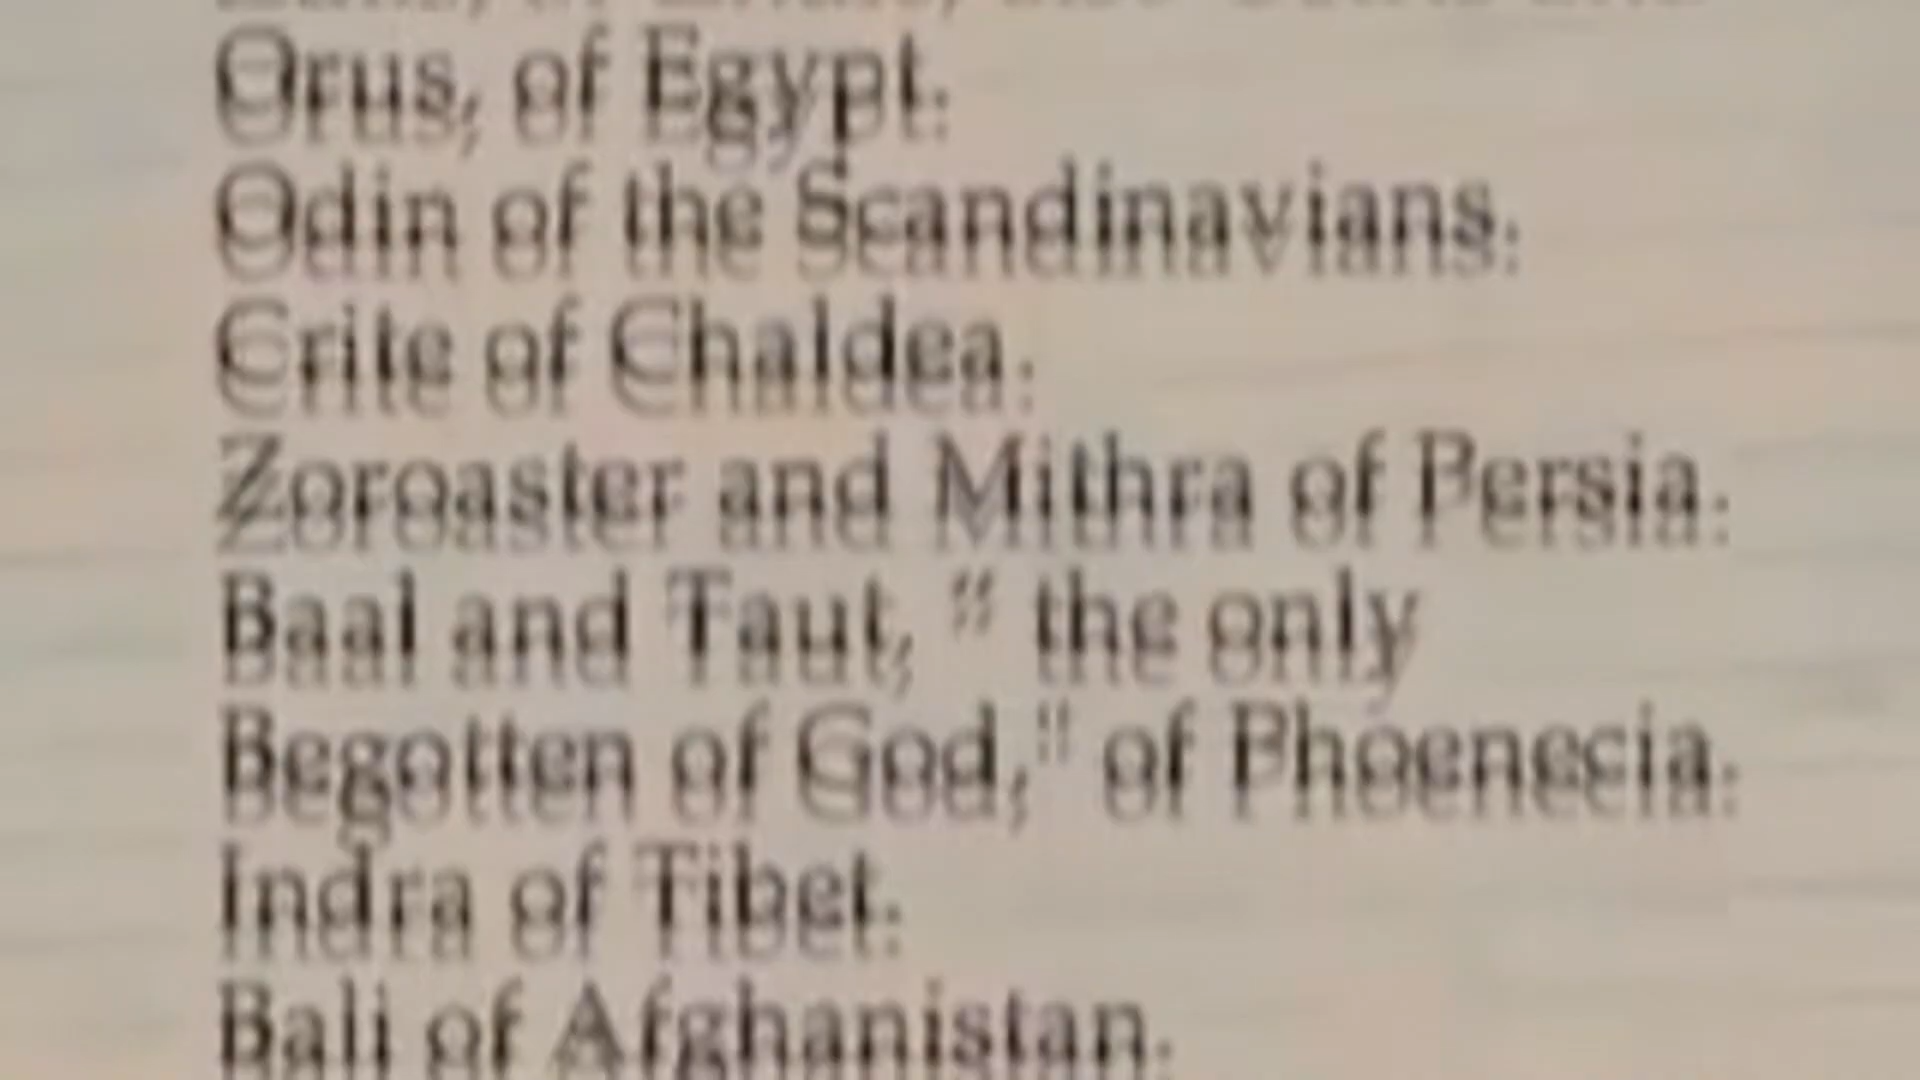 Orus, of Egypt.
Odin of the Scandinavians.
Crite of Chaldea.
Zoroaster and Mithra of Persia.
Baal and Taut, " the only
Begotten of God," of Phoenecia.
Indra of Tibet.
Bali of Afghanistan.